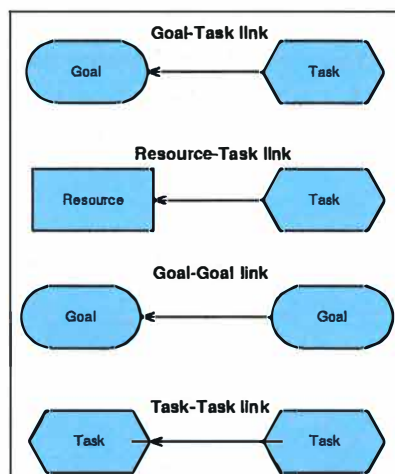 Goal-Task link
Goal Task
Resource-Task link
Resource Task
Goal-Goal link
Goal Goal
Task-Task link
Task Task